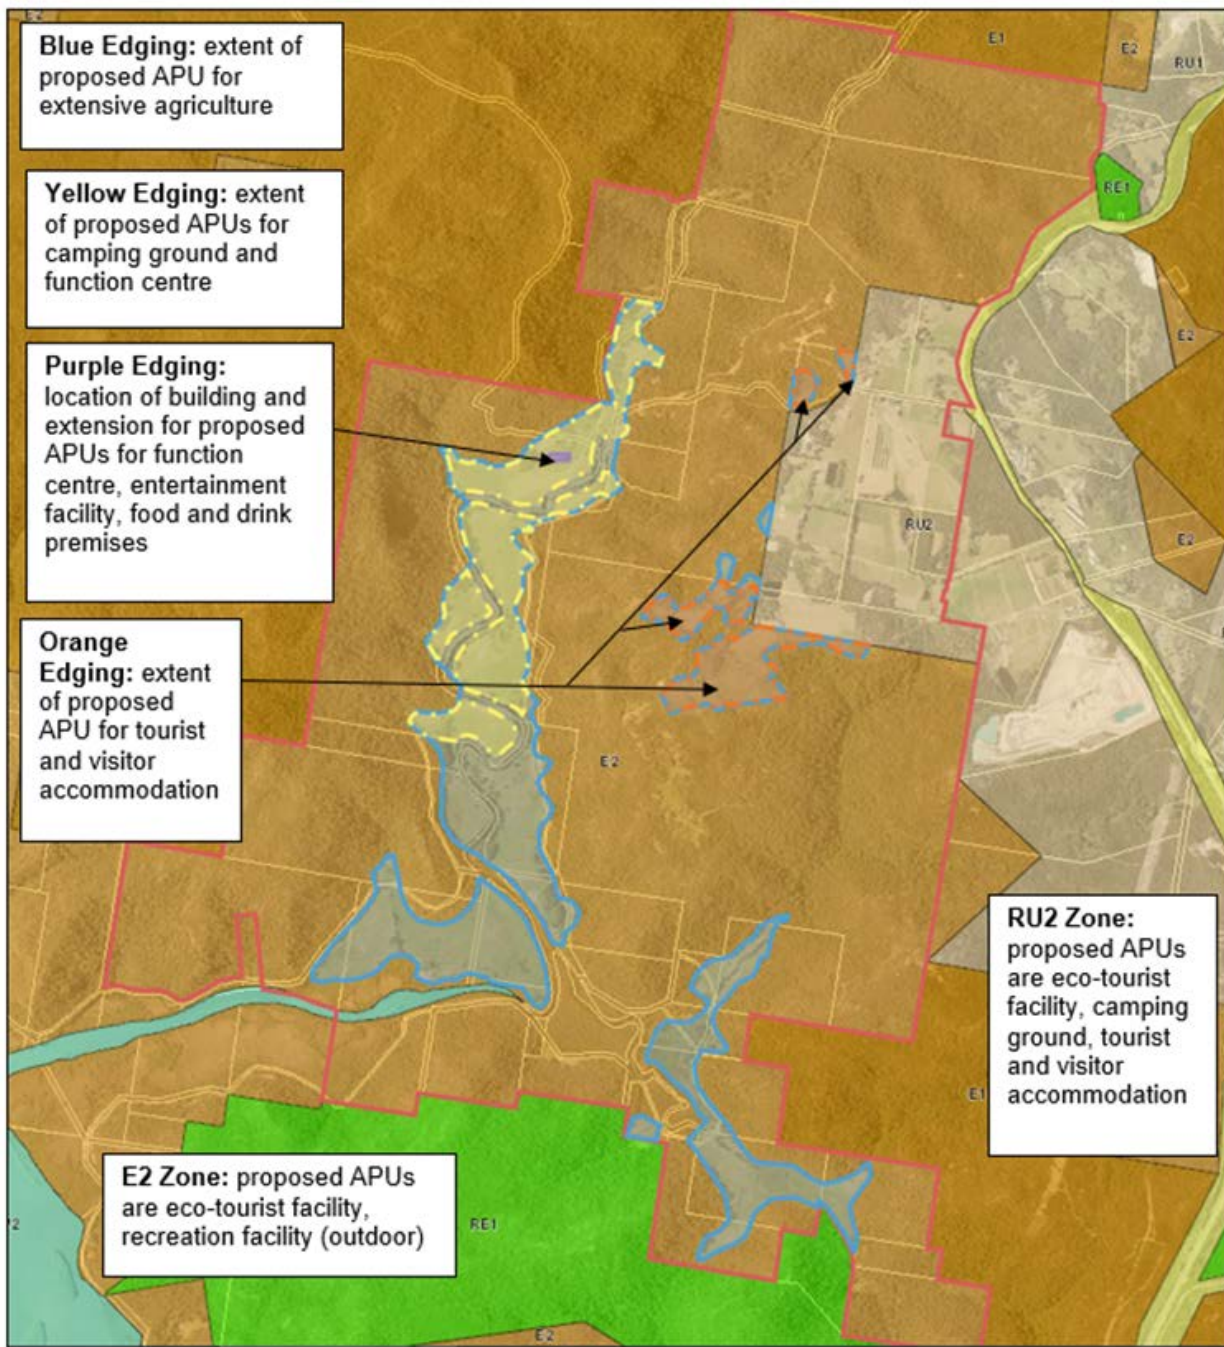 E2
Blue Edging: extent of
proposed APU for
extensive agriculture
E1
E2
RU1
Yellow Edging: extent
of proposed APUs for
camping ground and
function centre
RE1
Purple Edging:
location of building and
extension for proposed
APUs for function
centre, entertainment
facility, food and drink
premises
E2
RU2
E2
Orange
Edging: extent
of proposed
APU for tourist
and visitor
accommodation
E2
RU2 Zone:
proposed APUs
are eco-tourist
facility, camping
ground, tourist
and visitor
accommodation
E1
E2 Zone: proposed APUs
are eco-tourist facility,
recreation facility (outdoor)
RE1
E2